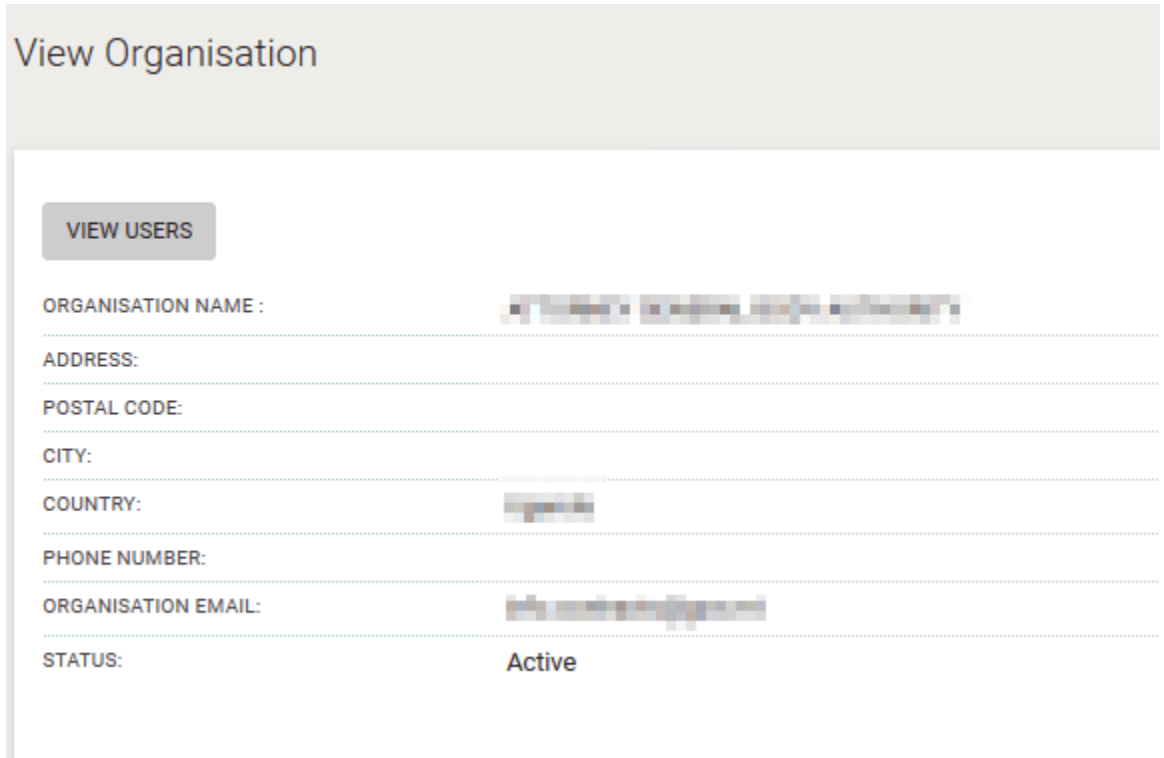 View Organisation
VIEW USERS
ORGANISATION NAME :
ADDRESS:
POSTAL CODE:
CITY:
COUNTRY:
PHONE NUMBER:
ORGANISATION EMAIL:
STATUS: Active